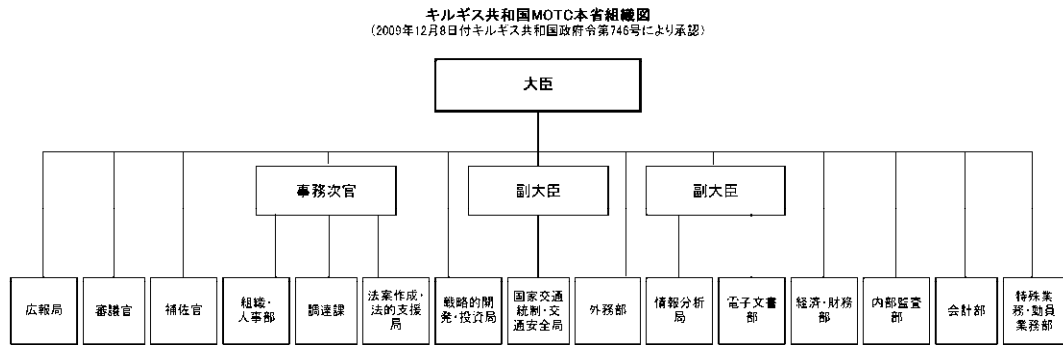 キルギス共和国MOTC本省組織図
(2009年12月8日付キルギス共和国政府令第746号により承認)
大臣
事務次官
副大臣
副大臣
広報局
審議官
補佐官
組織・
人事部
調達課
法案作成・
法的支援
局
戦略的開
発・投資局
国家交通
統制・交
通安全局
外務部
情報分析
局
電子文書
部
経済・財務
部
内部監査
部
会計部
特殊業
務・動員
業務部